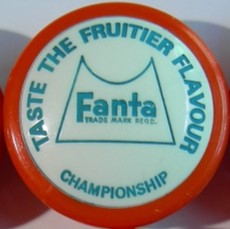 TASTE THE FRUITIER FLAVOUR
Fanta
TRADE MARK REGD.
CHAMPIONSHIP